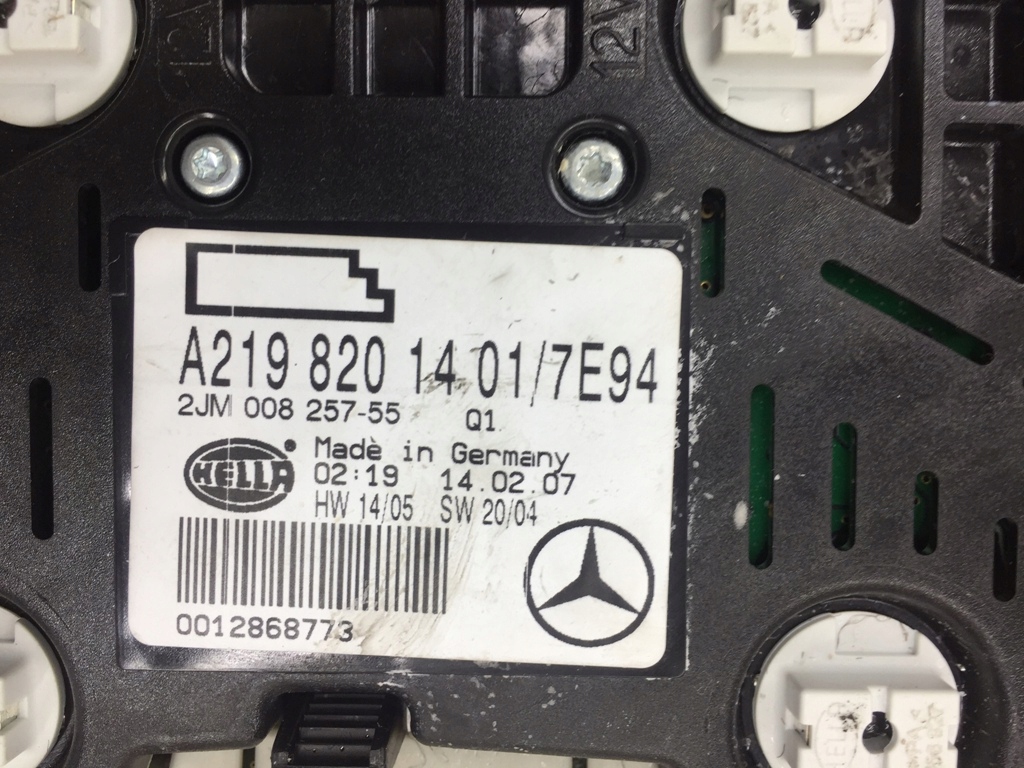 12V
12V
A219 820 14 01/7E94
2JM 008 257-55 Q1
HELLA
Madè in Germany
02:19 14.02.07
HW 14/05 SW 20/04
0012868773
HELLA